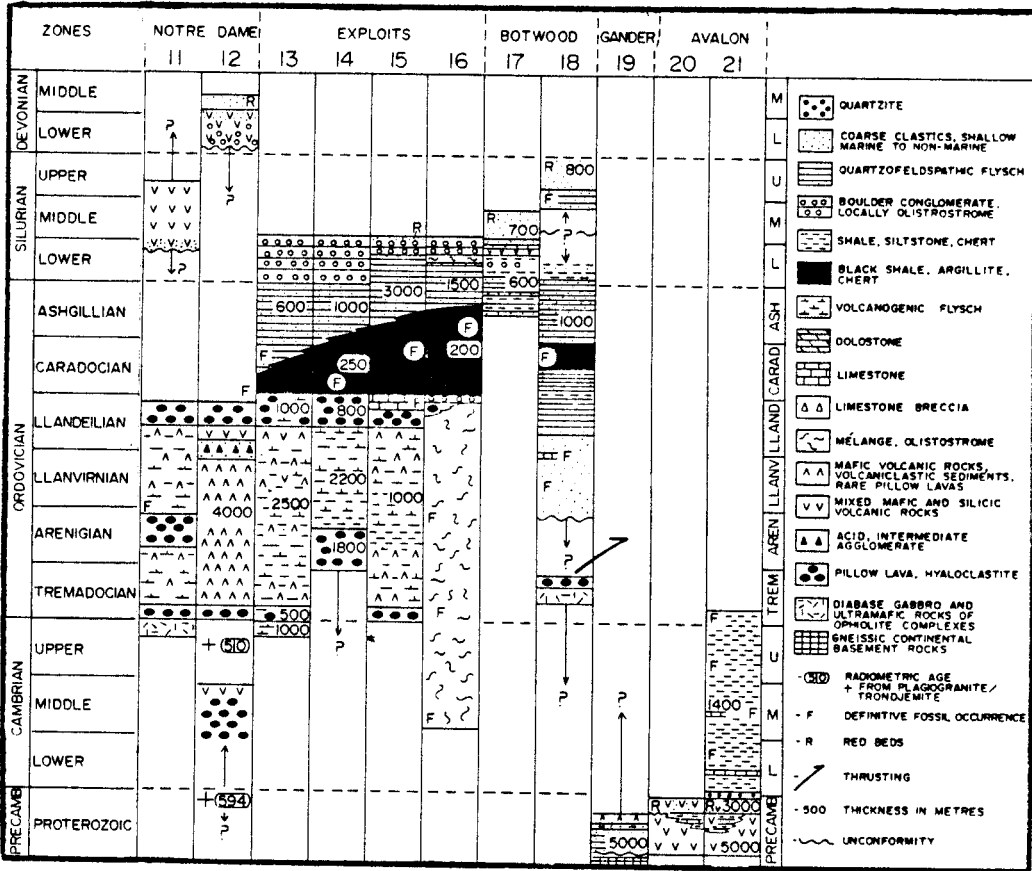 ZONES
NOTRE DAME
EXPLOITS
BOTWOOD
GANDER
AVALON
11 12 13 14 15 16 17 18 19 20 21
DEVONIAN
MIDDLE
LOWER
SILURIAN
UPPER
MIDDLE
LOWER
ORDOVICIAN
ASHGILLIAN
CARADOCIAN
LLANDEILIAN
LLANVIRNIAN
ARENIGIAN
TREMADOCIAN
CAMBRIAN
UPPER
MIDDLE
LOWER
PRECAMB
PROTEROZOIC
?
?
F
R
?
?
F
4000
+ 510
+ 594
?
600
F
1000
2500
500
1000
1000
250
F
800
2200
1800
?
R
3000
F
F
1000
1500
F
200
F
F
F
R
700
600
R 800
F
?
1000
F
F
F
?
?
?
5000
R
F
1400
F
F
R
3000
5000
M
L
U
M
L
ASH
CARAD
LLAND
LLANV
AREN
TREM
U
M
L
PRECAMB
QUARTZITE
COARSE CLASTICS, SHALLOW
MARINE TO NON-MARINE
QUARTZOFELDSPATHIC FLYSCH
BOULDER CONGLOMERATE,
LOCALLY OLISTROSTROME
SHALE, SILTSTONE, CHERT
BLACK SHALE, ARGILLITE,
CHERT
VOLCANOGENIC FLYSCH
DOLOSTONE
LIMESTONE
LIMESTONE BRECCIA
MÉLANGE, OLISTOSTROME
MAFIC VOLCANIC ROCKS,
VOLCANICLASTIC SEDIMENTS,
RARE PILLOW LAVAS
MIXED MAFIC AND SILICIC
VOLCANIC ROCKS
ACID, INTERMEDIATE
AGGLOMERATE
PILLOW LAVA, HYALOCLASTITE
DIABASE GABBRO AND
ULTRAMAFIC ROCKS OF
OPHIOLITE COMPLEXES
GNEISSIC CONTINENTAL
BASEMENT ROCKS
- 510 RADIOMETRIC AGE
+ FROM PLAGIOGRANITE/
TRONDJEMITE
- F DEFINITIVE FOSSIL OCCURRENCE
- R RED BEDS
- THRUSTING
- 500 THICKNESS IN METRES
- UNCONFORMITY